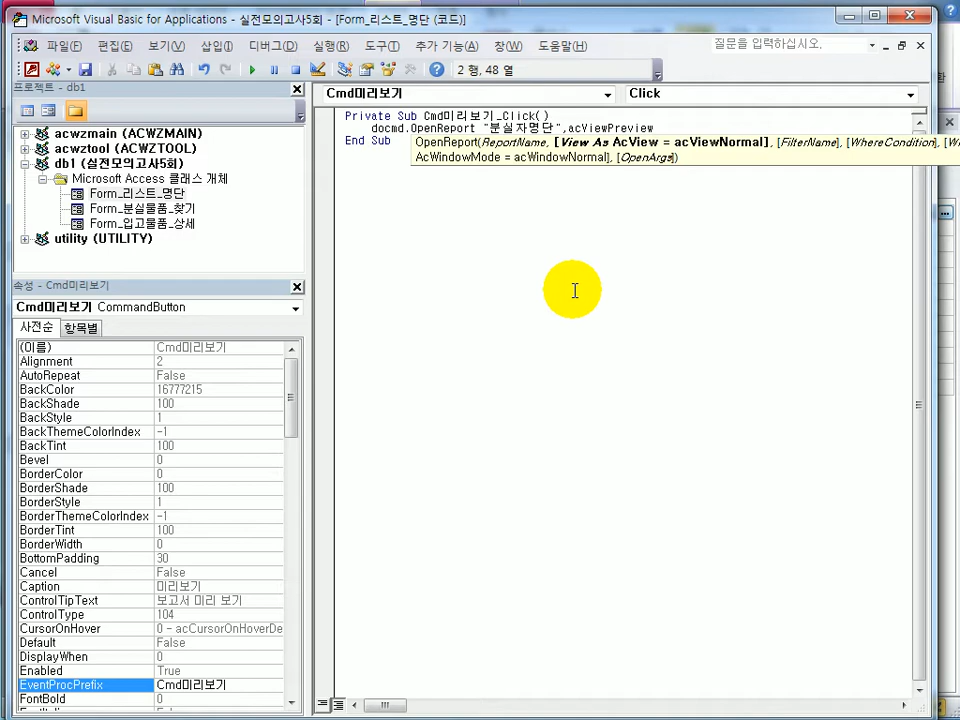 Microsoft Visual Basic for Applications - 실전모의고사5회 - [Form_리스트_명단 (코드)]
파일(F) 편집(E) 보기(V) 삽입(I) 디버그(D) 실행(R) 도구(T) 추가 기능(A) 창(W) 도움말(H) 질문을 입력하십시오.
2 행, 48 열
프로젝트 - db1
Cmd미리보기 Click
acwzmain (ACWZMAIN)
acwztool (ACWZTOOL)
db1 (실전모의고사5회)
Microsoft Access 클래스 개체
Form_리스트_명단
Form_분실물품_찾기
Form_입고물품_상세
utility (UTILITY)
Private Sub Cmd미리보기_Click()
docmd.OpenReport "분실자명단",acViewPreview
End Sub
OpenReport(ReportName, [View As AcView = acViewNormal], [FilterName], [WhereCondition], [Wi
AcWindowMode = acWindowNormal], [OpenArgs])
속성 - Cmd미리보기
Cmd미리보기 CommandButton
사전순 항목별
(이름) Cmd미리보기
Alignment 2
AutoRepeat False
BackColor 16777215
BackShade 100
BackStyle 1
BackThemeColorIndex -1
BackTint 100
Bevel 0
BorderColor 0
BorderShade 100
BorderStyle 1
BorderThemeColorIndex -1
BorderTint 100
BorderWidth 0
BottomPadding 30
Cancel False
Caption 미리보기
ControlTipText 보고서 미리 보기
ControlType 104
CursorOnHover 0 - acCursorOnHoverDe
Default False
DisplayWhen 0
Enabled True
EventProcPrefix Cmd미리보기
FontBold 0